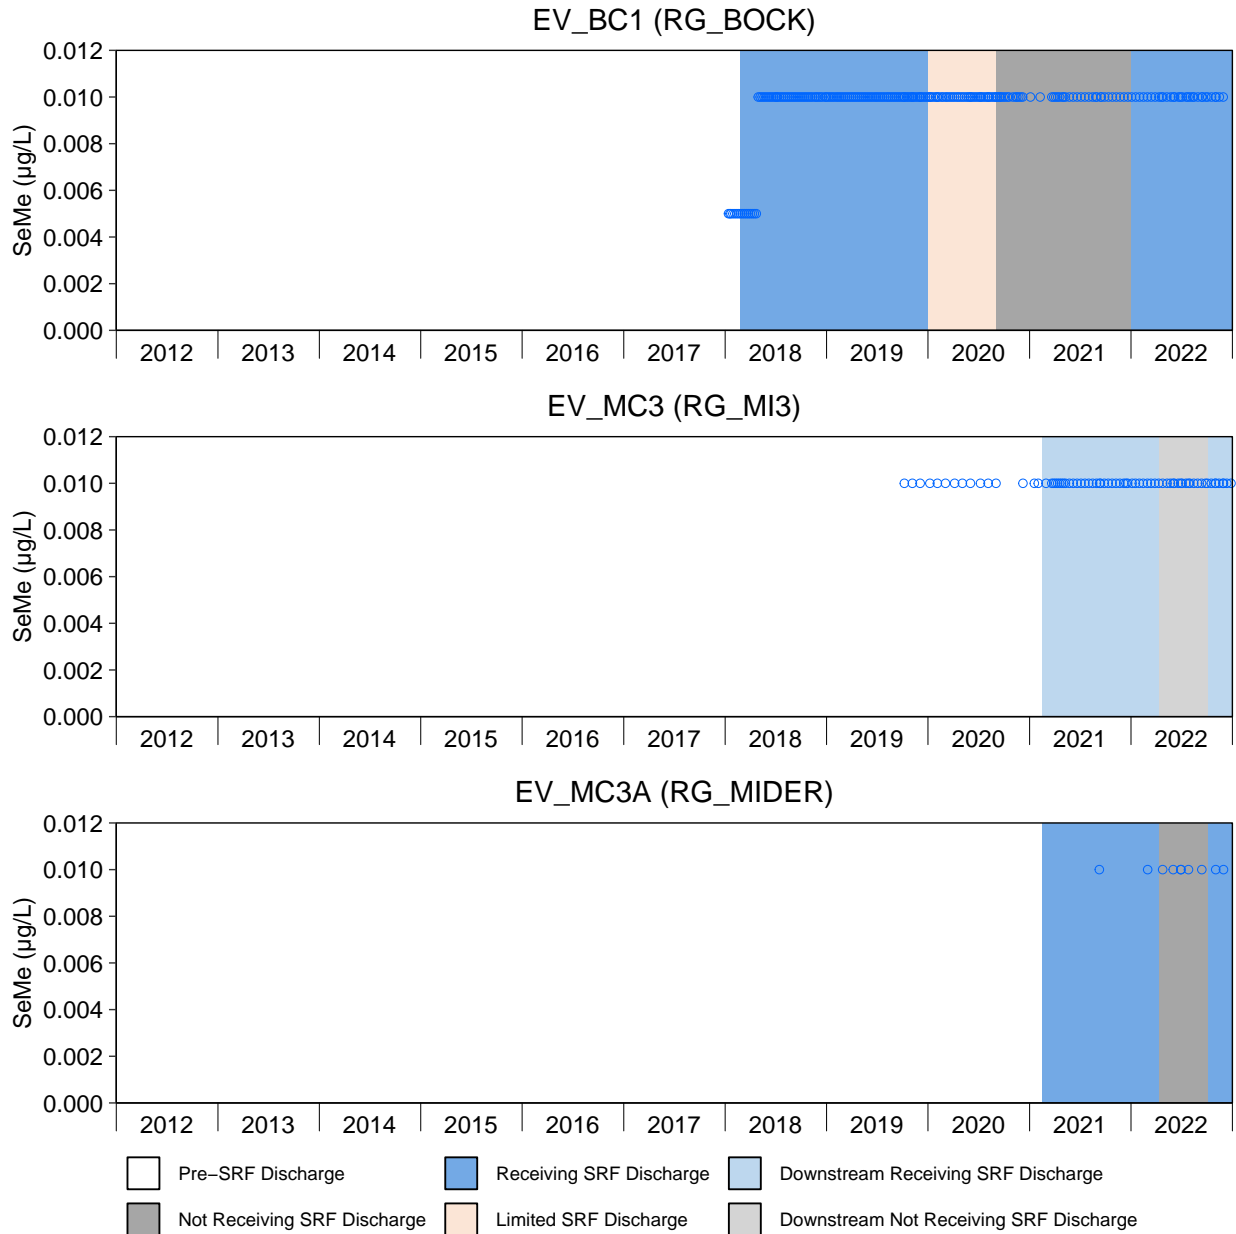 EV_BC1 (RG_BOCK)
SeMe (µg/L)
0.012
0.010
0.008
0.006
0.004
0.002
0.000
2012 2013 2014 2015 2016 2017 2018 2019 2020 2021 2022
EV_MC3 (RG_MI3)
SeMe (µg/L)
0.012
0.010
0.008
0.006
0.004
0.002
0.000
2012 2013 2014 2015 2016 2017 2018 2019 2020 2021 2022
EV_MC3A (RG_MIDER)
SeMe (µg/L)
0.012
0.010
0.008
0.006
0.004
0.002
0.000
2012 2013 2014 2015 2016 2017 2018 2019 2020 2021 2022
Pre−SRF Discharge Receiving SRF Discharge Downstream Receiving SRF Discharge
Not Receiving SRF Discharge Limited SRF Discharge Downstream Not Receiving SRF Discharge